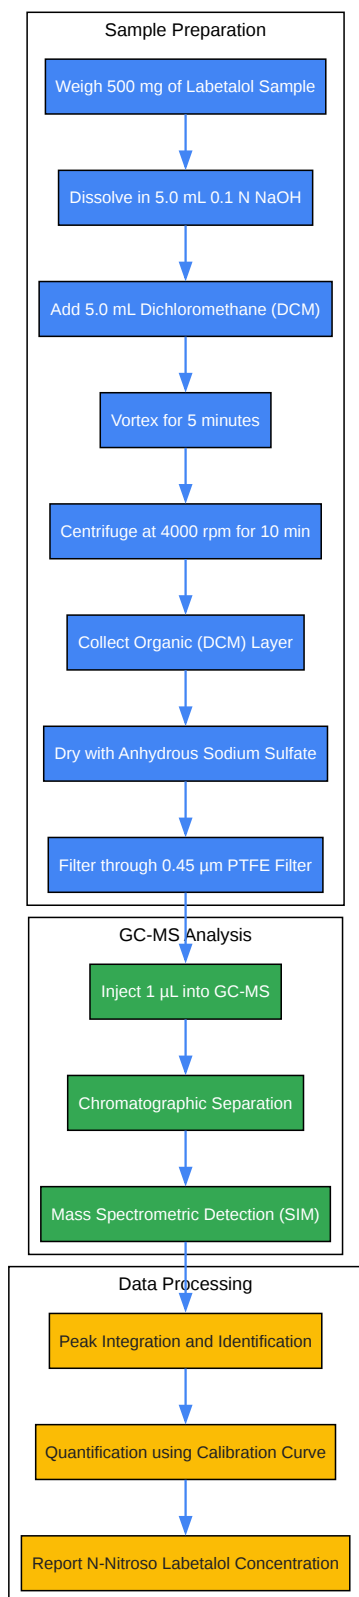 Sample Preparation
Weigh 500 mg of Labetalol Sample
Dissolve in 5.0 mL 0.1 N NaOH
Add 5.0 mL Dichloromethane (DCM)
Vortex for 5 minutes
Centrifuge at 4000 rpm for 10 min
Collect Organic (DCM) Layer
Dry with Anhydrous Sodium Sulfate
Filter through 0.45 µm PTFE Filter
GC-MS Analysis
Inject 1 µL into GC-MS
Chromatographic Separation
Mass Spectrometric Detection (SIM)
Data Processing
Peak Integration and Identification
Quantification using Calibration Curve
Report N-Nitroso Labetalol Concentration